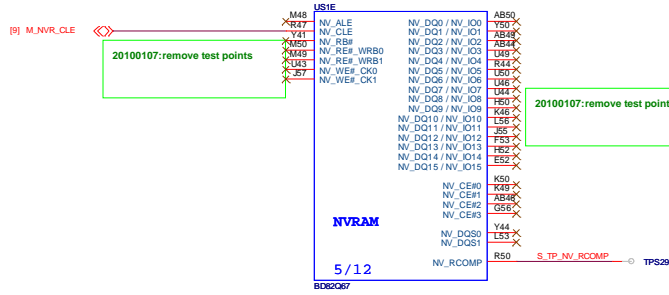 US1E
[9] M_NVR_CLE
M48 NV_ALE
R47 NV_CLE
Y41 NV_RB#
M50 NV_RE#_WRB0
M49 NV_RE#_WRB1
U43 NV_WE#_CK0
J57 NV_WE#_CK1
20100107:remove test points
NV_DQ0 / NV_IO0 AB50
NV_DQ1 / NV_IO1 Y50
NV_DQ2 / NV_IO2 AB49
NV_DQ3 / NV_IO3 AB44
NV_DQ4 / NV_IO4 U49
NV_DQ5 / NV_IO5 R44
NV_DQ6 / NV_IO6 U50
NV_DQ7 / NV_IO7 U46
NV_DQ8 / NV_IO8 U44
NV_DQ9 / NV_IO9 H50
NV_DQ10 / NV_IO10 K46
NV_DQ11 / NV_IO11 L56
NV_DQ12 / NV_IO12 J55
NV_DQ13 / NV_IO13 F53
NV_DQ14 / NV_IO14 H52
NV_DQ15 / NV_IO15 E52
20100107:remove test point
NV_CE#0 K50
NV_CE#1 K49
NV_CE#2 AB46
NV_CE#3 G56
NVRAM
NV_DQS0 Y44
NV_DQS1 L53
NV_RCOMP R50 S_TP_NV_RCOMP TPS29
5/12
BD82Q67